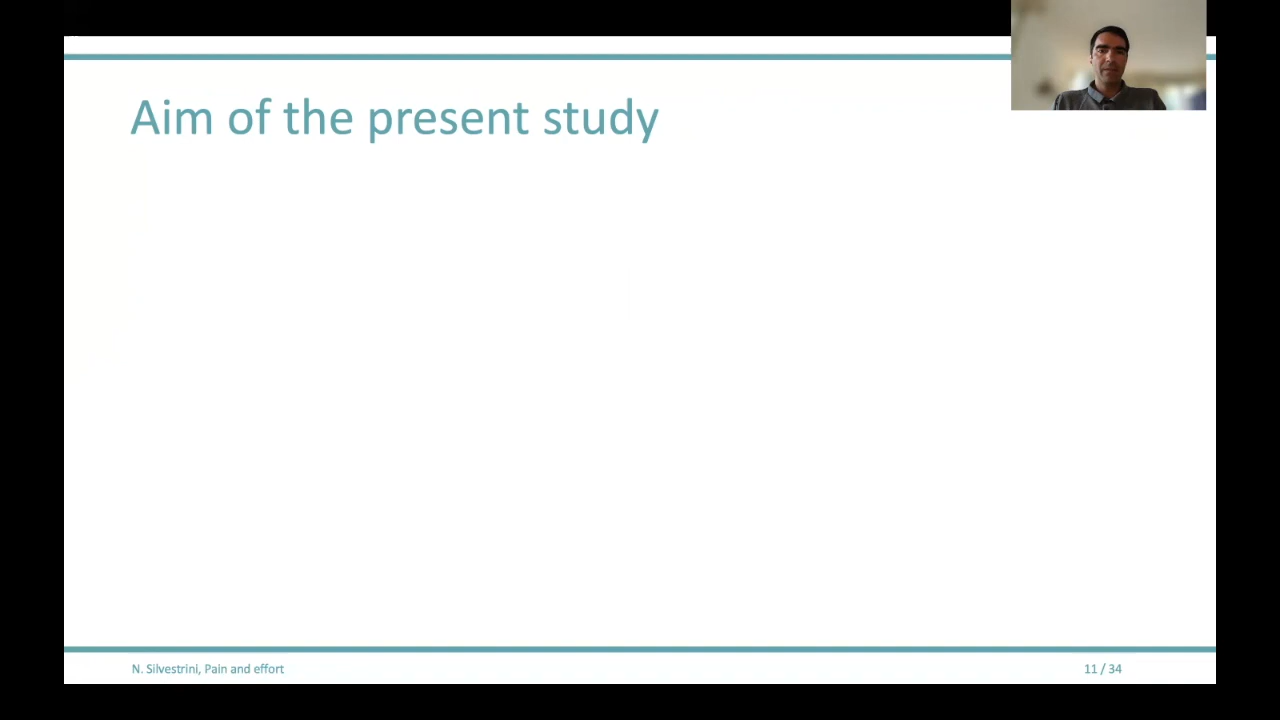 Aim of the present study
N. Silvestrini, Pain and effort
11 / 34